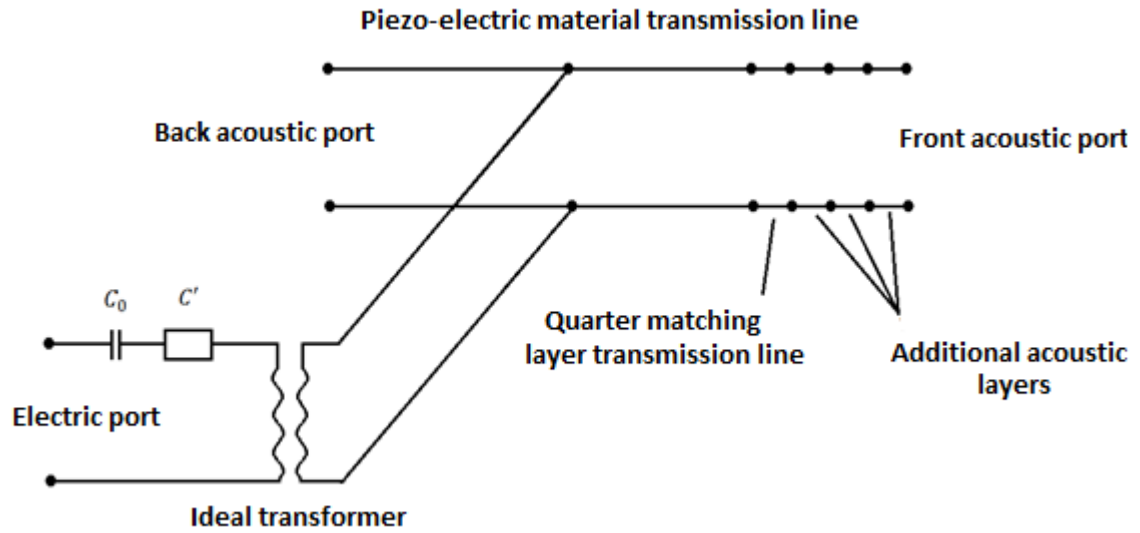 Piezo-electric material transmission line
Back acoustic port
Front acoustic port
C₀
C′
Quarter matching
layer transmission line
Additional acoustic
layers
Electric port
Ideal transformer